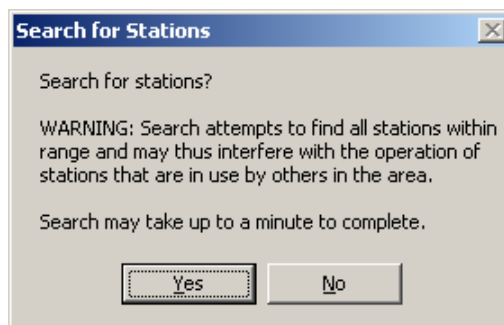 Search for Stations
Search for stations?
WARNING: Search attempts to find all stations within
range and may thus interfere with the operation of
stations that are in use by others in the area.
Search may take up to a minute to complete.
Yes No